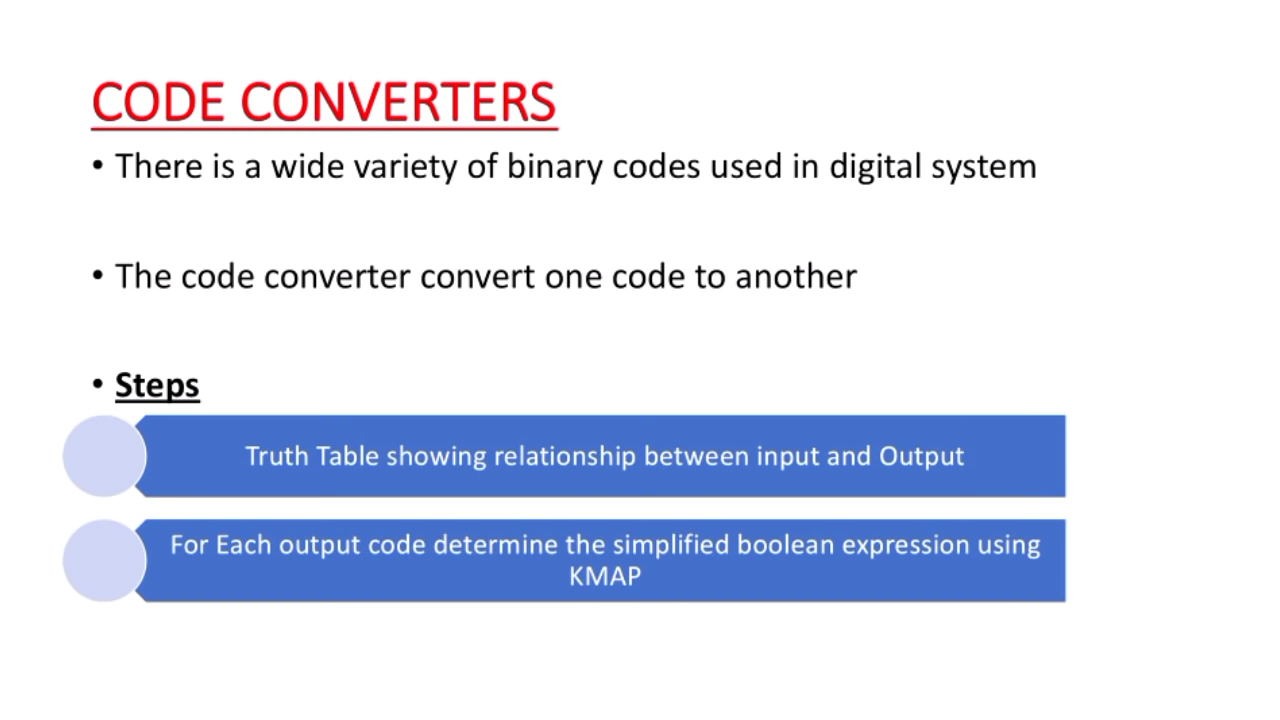 CODE CONVERTERS
• There is a wide variety of binary codes used in digital system
• The code converter convert one code to another
• Steps
Truth Table showing relationship between input and Output
For Each output code determine the simplified boolean expression using
KMAP